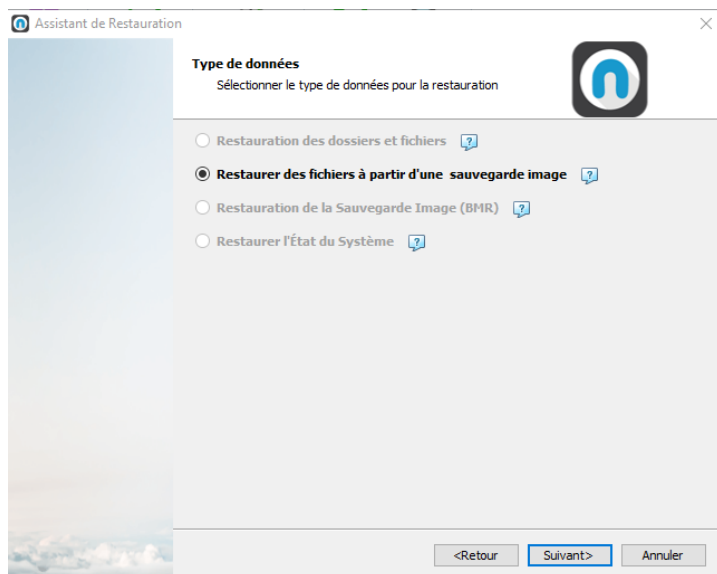 Assistant de Restauration
Type de données
Sélectionner le type de données pour la restauration
Restauration des dossiers et fichiers
Restaurer des fichiers à partir d'une sauvegarde image
Restauration de la Sauvegarde Image (BMR)
Restaurer l'État du Système
<Retour Suivant> Annuler